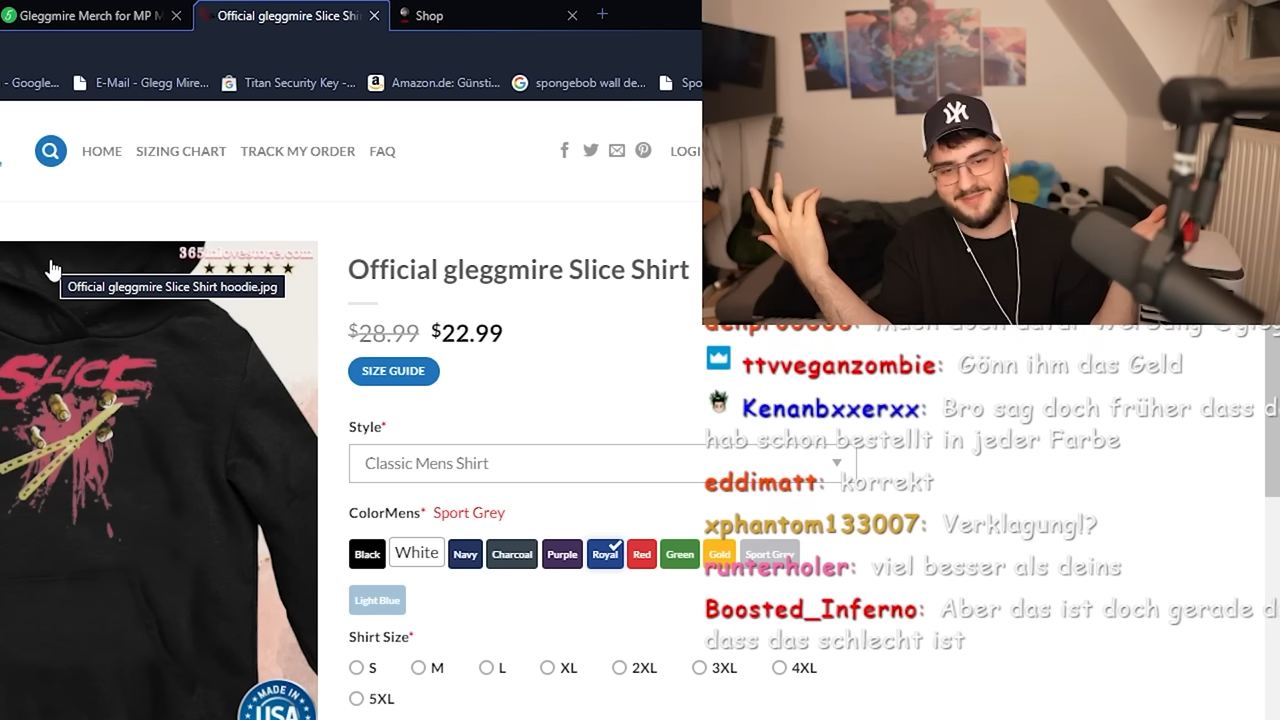 Gleggmire Merch for MP M
Official gleggmire Slice Shi
Shop
- Google...
E-Mail - Glegg Mire...
Titan Security Key -...
Amazon.de: Günsti...
spongebob wall de...
Spo
HOME SIZING CHART TRACK MY ORDER FAQ
LOGI
NY
★★★★★
Official gleggmire Slice Shirt hoodie.jpg
SLICE
MADE IN
USA
Official gleggmire Slice Shirt
$28.99 $22.99
SIZE GUIDE
Style*
Classic Mens Shirt
ColorMens* Sport Grey
Black White Navy Charcoal Purple Royal Red Green Gold Sport Grey
Light Blue
Shirt Size*
S M L XL 2XL 3XL 4XL
5XL
ttvveganzombie: Gönn ihm das Geld
Kenanbxxerxx: Bro sag doch früher dass d
hab schon bestellt in jeder Farbe
eddimatt: korrekt
xphantom133007: Verklagung!?
runterholer: viel besser als deins
Boosted_Inferno: Aber das ist doch gerade d
dass das schlecht ist